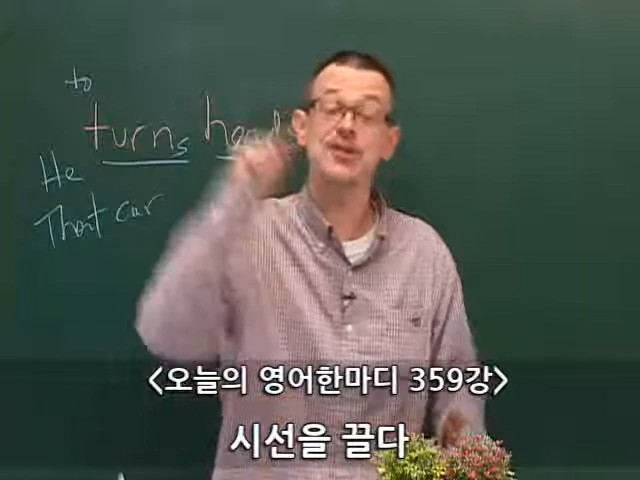 to
turns heads
He
That car
<오늘의 영어한마디 359강>
시선을 끌다